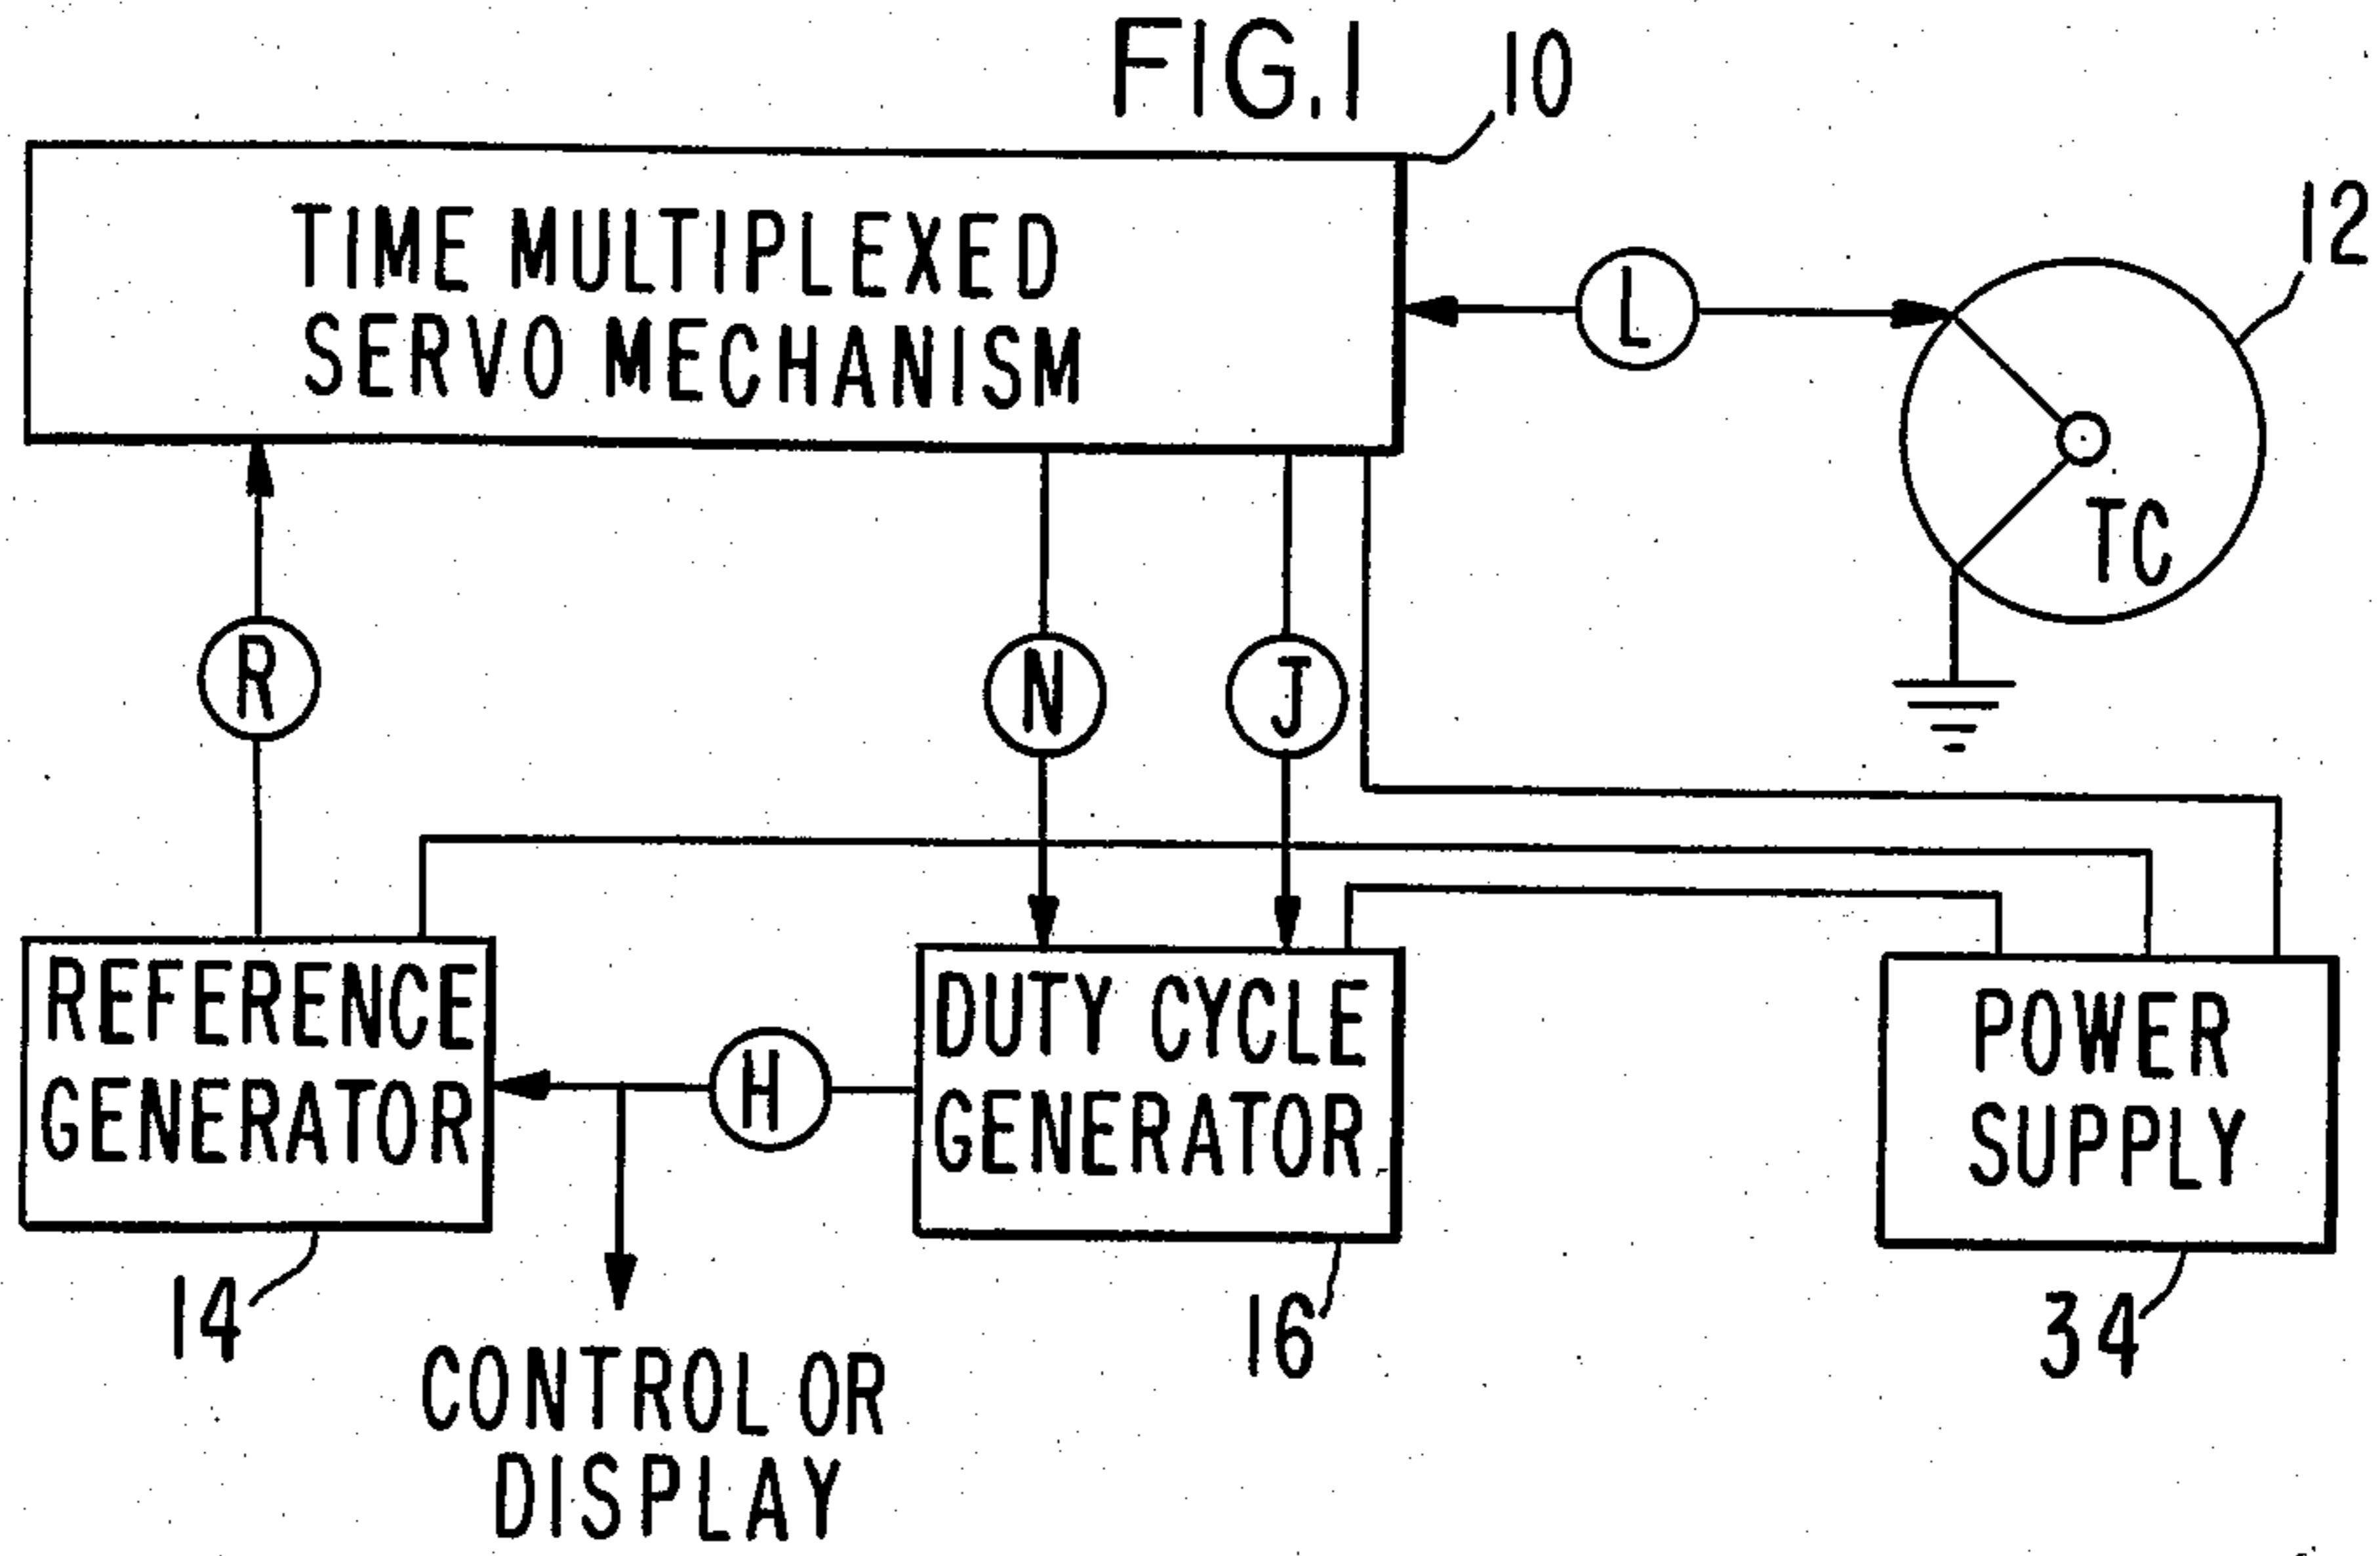 FIG.1
10
TIME MULTIPLEXED
SERVO MECHANISM
12
L
TC
R
N
J
REFERENCE
GENERATOR
H
DUTY CYCLE
GENERATOR
POWER
SUPPLY
14
16
34
CONTROL OR
DISPLAY